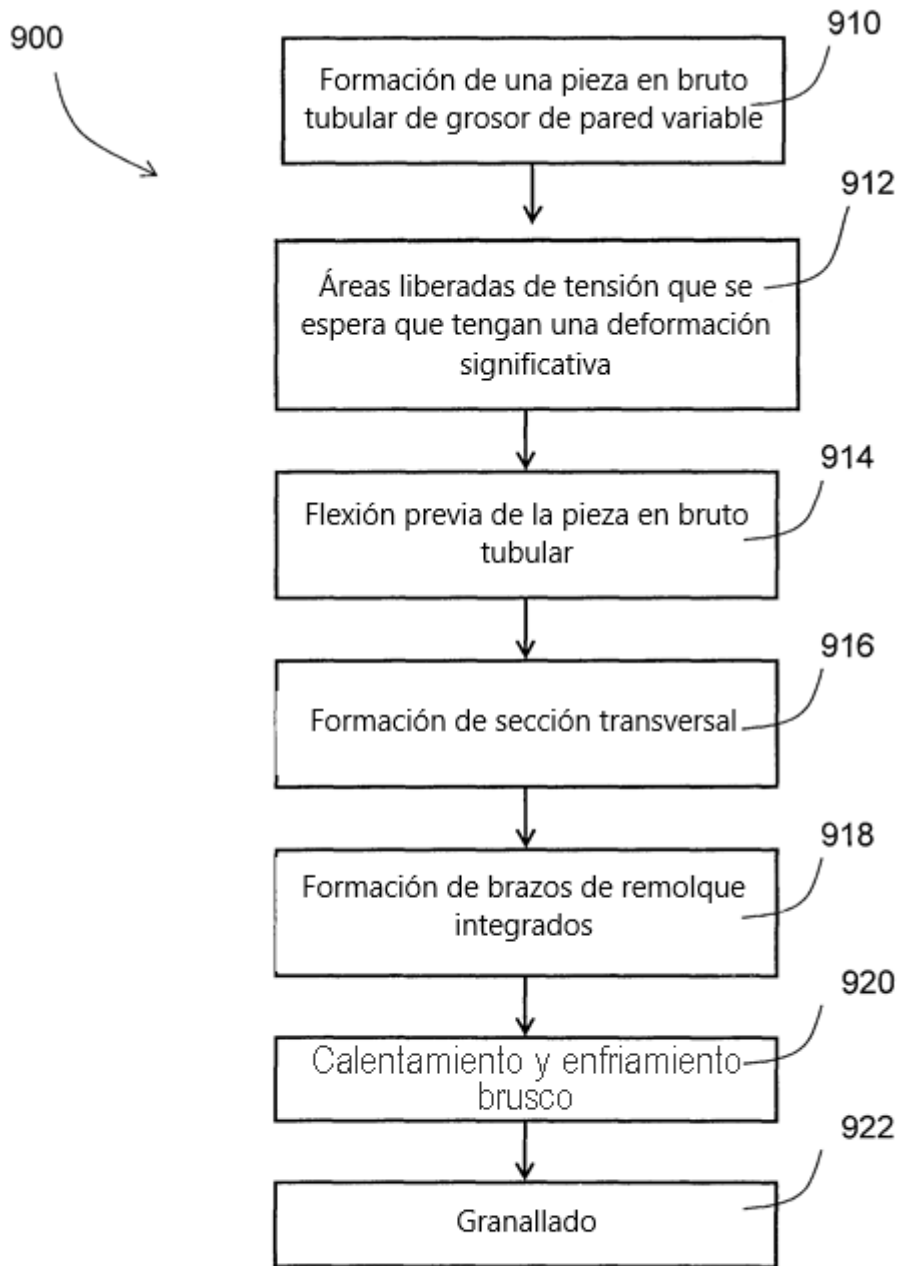 900
910
Formación de una pieza en bruto
tubular de grosor de pared variable
912
Áreas liberadas de tensión que se
espera que tengan una deformación
significativa
914
Flexión previa de la pieza en bruto
tubular
916
Formación de sección transversal
918
Formación de brazos de remolque
integrados
920
Calentamiento y enfriamiento
brusco
922
Granallado